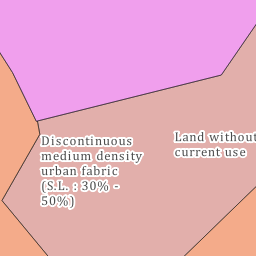 Discontinuous
medium density
urban fabric
(S.L. : 30% -
50%)
Land without
current use